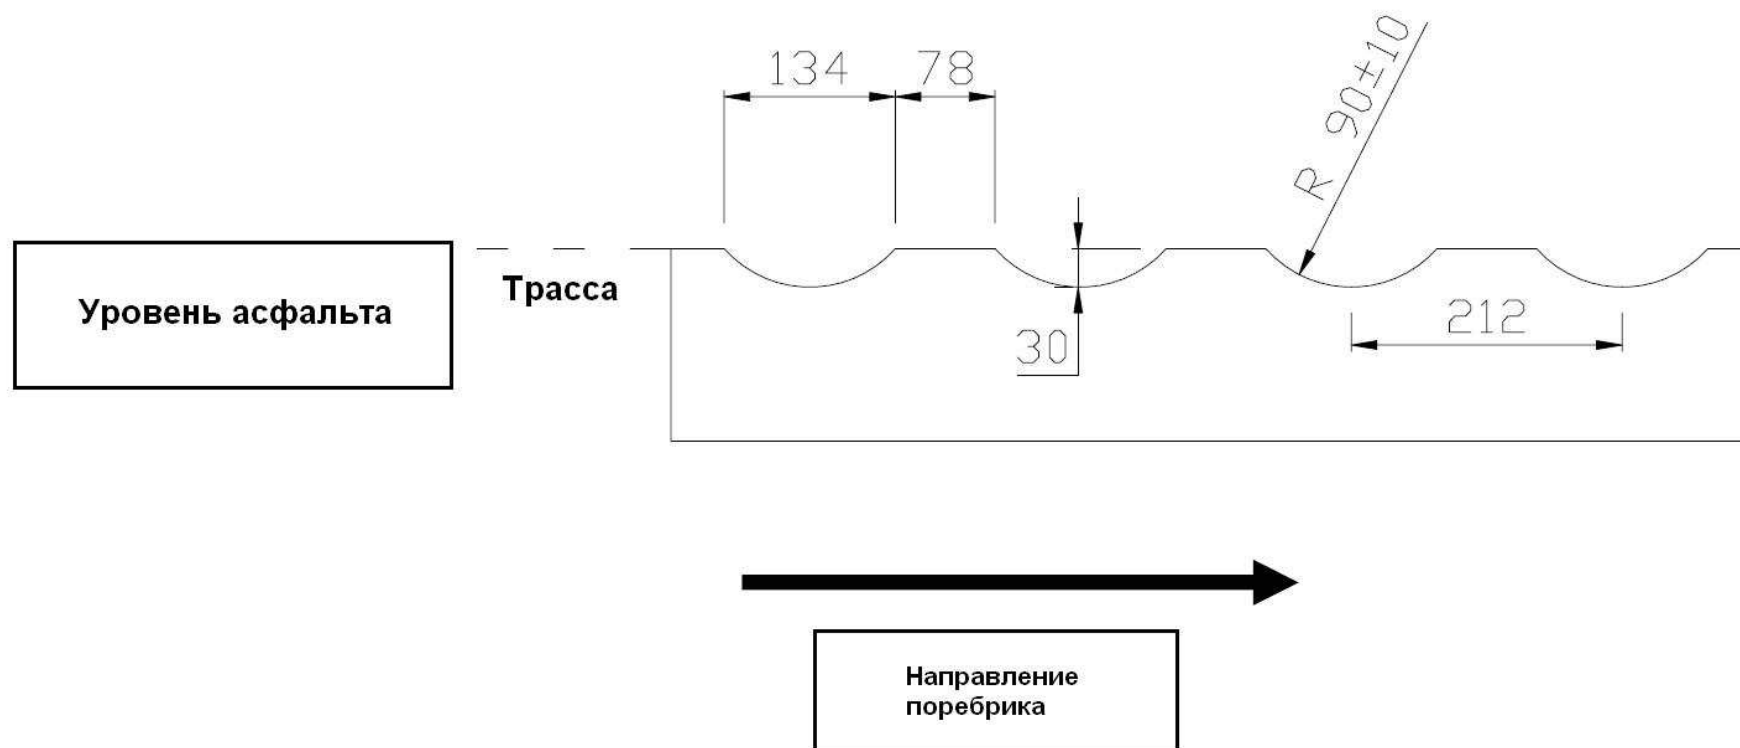 134
78
R 90±10
Уровень асфальта
Трасса
30
212
Направление
поребрика